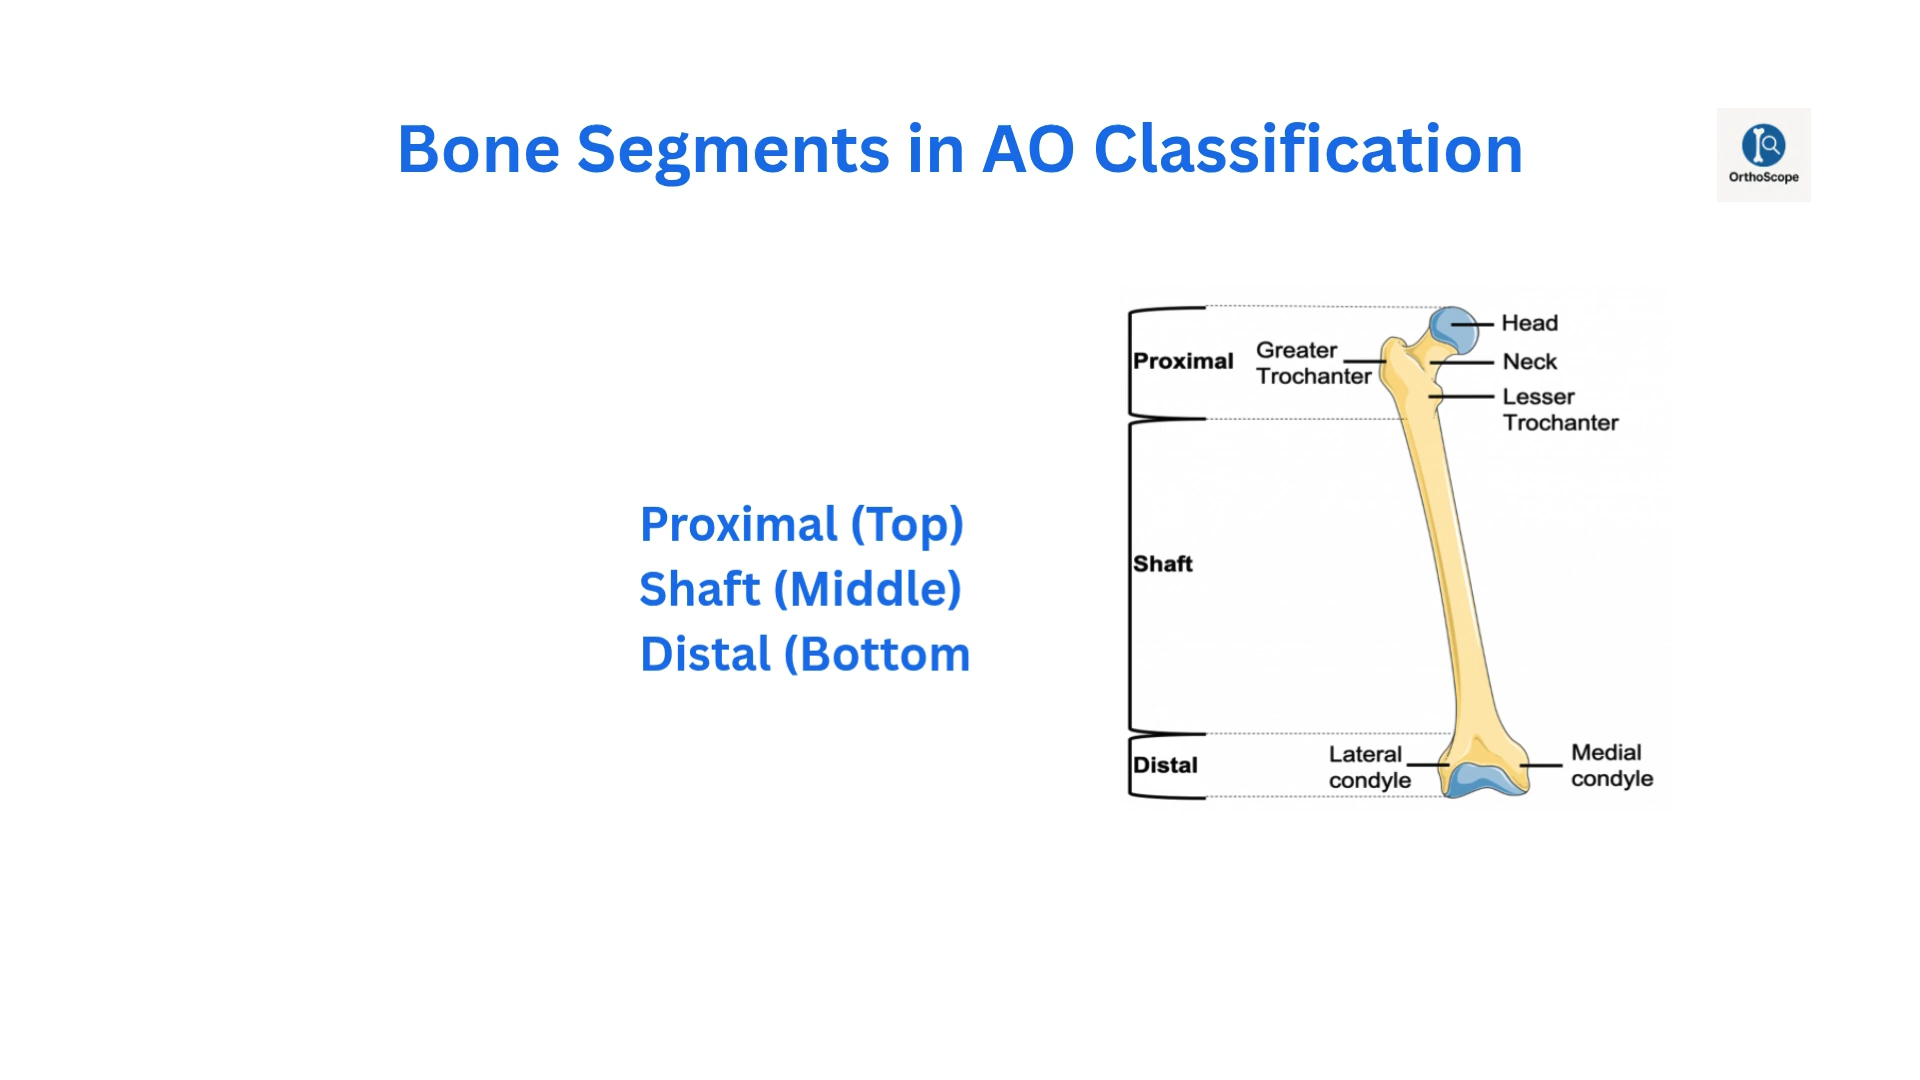 Bone Segments in AO Classification
OrthoScope
Proximal (Top)
Shaft (Middle)
Distal (Bottom
Proximal
Greater
Trochanter
Head
Neck
Lesser
Trochanter
Shaft
Distal
Lateral
condyle
Medial
condyle